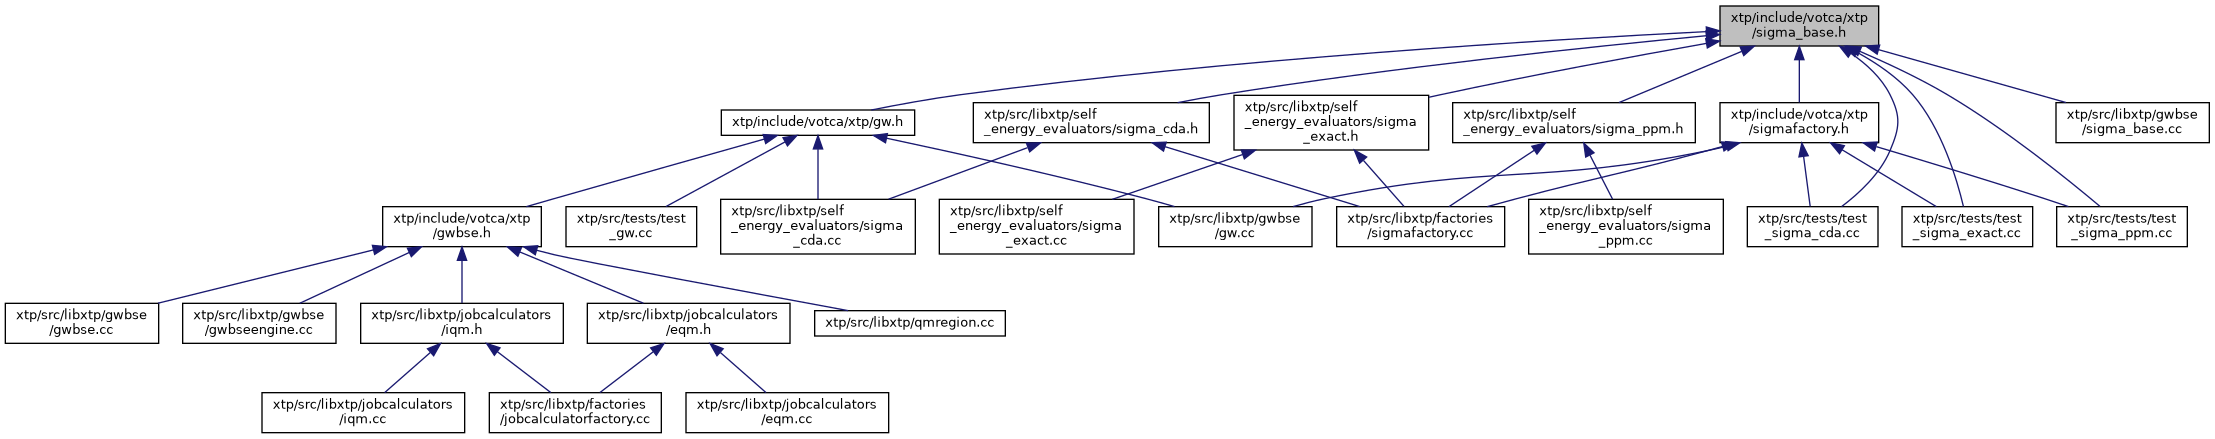 xtp/include/votca/xtp
/sigma_base.h
xtp/include/votca/xtp/gw.h
xtp/src/libxtp/self
_energy_evaluators/sigma_cda.h
xtp/src/libxtp/self
_energy_evaluators/sigma
_exact.h
xtp/src/libxtp/self
_energy_evaluators/sigma_ppm.h
xtp/include/votca/xtp
/sigmafactory.h
xtp/src/libxtp/gwbse
/sigma_base.cc
xtp/include/votca/xtp
/gwbse.h
xtp/src/tests/test
_gw.cc
xtp/src/libxtp/self
_energy_evaluators/sigma
_cda.cc
xtp/src/libxtp/self
_energy_evaluators/sigma
_exact.cc
xtp/src/libxtp/gwbse
/gw.cc
xtp/src/libxtp/factories
/sigmafactory.cc
xtp/src/libxtp/self
_energy_evaluators/sigma
_ppm.cc
xtp/src/tests/test
_sigma_cda.cc
xtp/src/tests/test
_sigma_exact.cc
xtp/src/tests/test
_sigma_ppm.cc
xtp/src/libxtp/gwbse
/gwbse.cc
xtp/src/libxtp/gwbse
/gwbseengine.cc
xtp/src/libxtp/jobcalculators
/iqm.h
xtp/src/libxtp/jobcalculators
/eqm.h
xtp/src/libxtp/qmregion.cc
xtp/src/libxtp/jobcalculators
/iqm.cc
xtp/src/libxtp/factories
/jobcalculatorfactory.cc
xtp/src/libxtp/jobcalculators
/eqm.cc